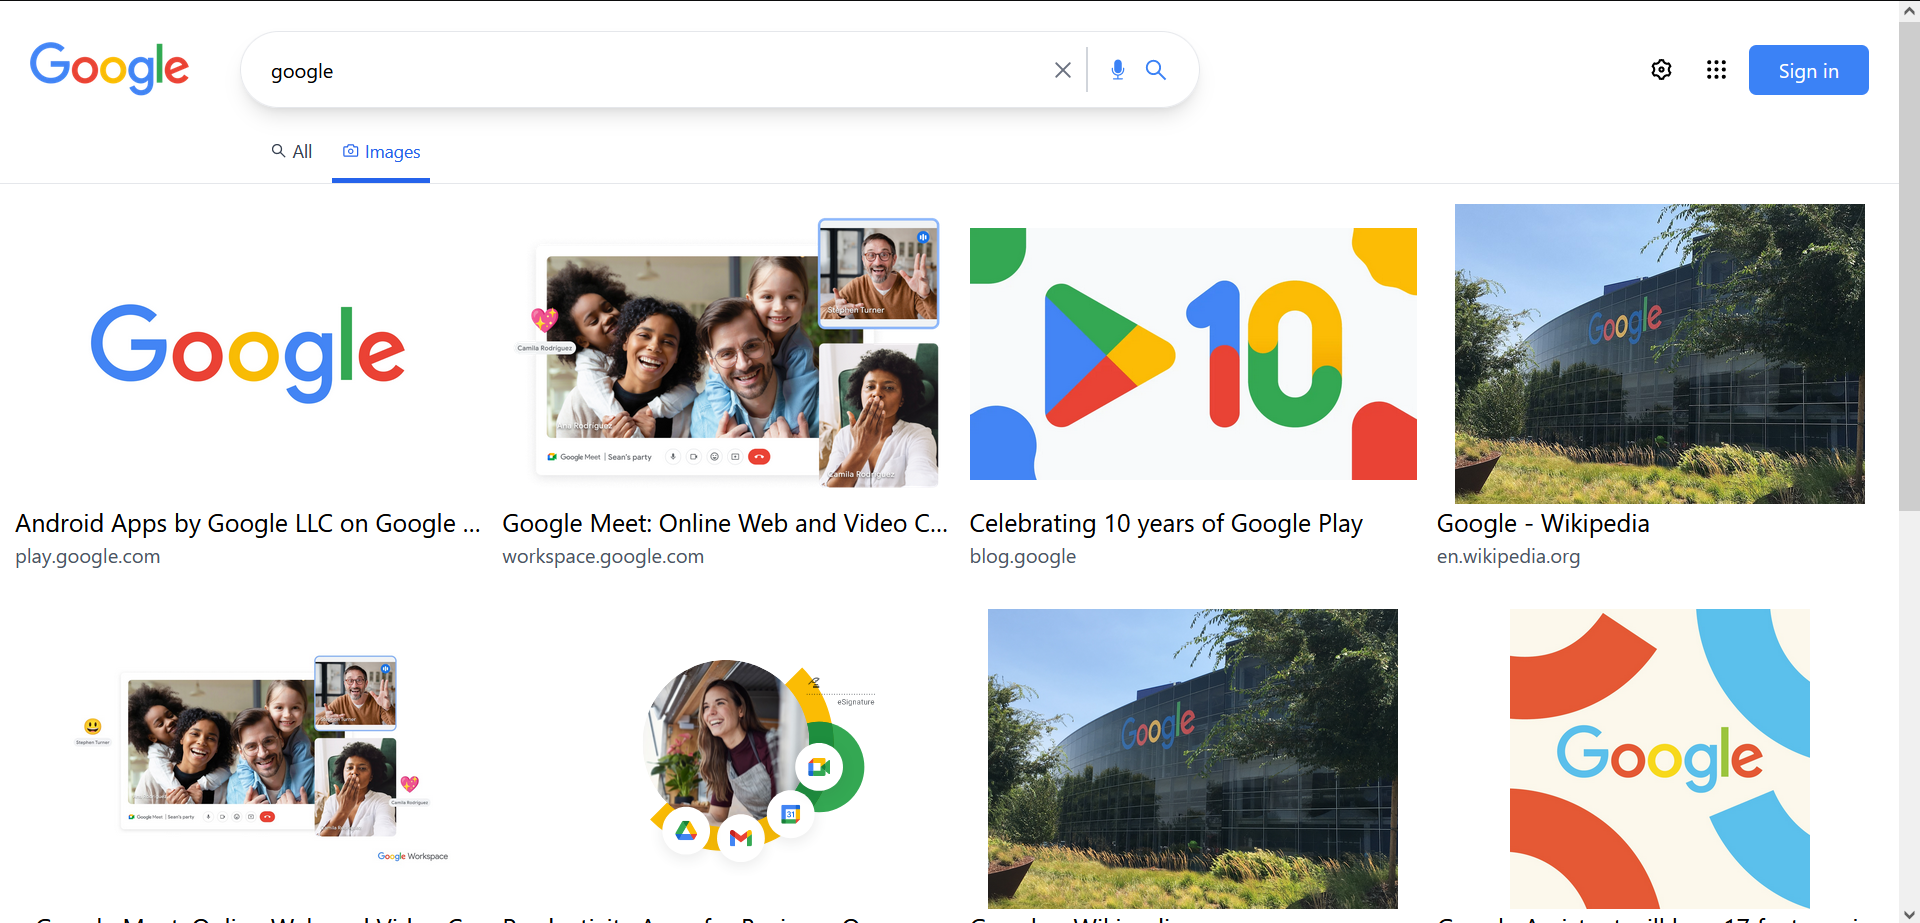 Google
google
Sign in
All
Images
Stephen Turner
Camila Rodriguez
Ana Rodriguez
Google Meet | Sean's party
Camila Rodriguez
Google
10
Google
Android Apps by Google LLC on Google ...
play.google.com
Google Meet: Online Web and Video C...
workspace.google.com
Celebrating 10 years of Google Play
blog.google
Google - Wikipedia
en.wikipedia.org
Stephen Turner
Camila Rodriguez
Google Meet | Sean's party
Google Workspace
eSignature
31
Google
Google